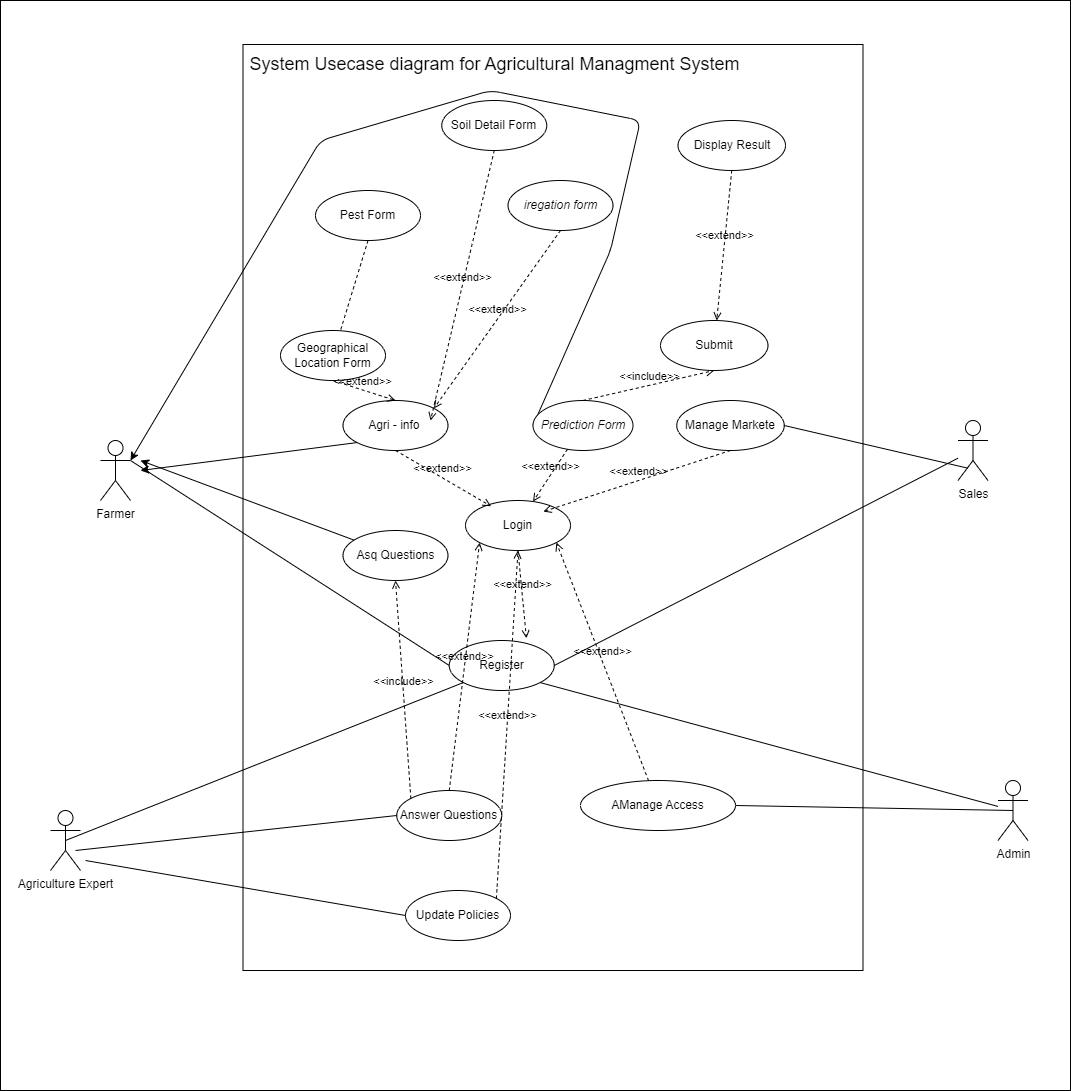 System Usecase diagram for Agricultural Managment System
Soil Detail Form
Display Result
iregation form
Pest Form
<<extend>>
<<extend>>
<<extend>>
Geographical
Location Form
Submit
<<extend>>
<<include>>
Agri - info
Prediction Form
Manage Markete
<<extend>>
<<extend>>
<<extend>>
Sales
Farmer
Login
Asq Questions
<<extend>>
<<extend>>
Register
<<extend>>
<<include>>
<<extend>>
Answer Questions
AManage Access
Admin
Agriculture Expert
Update Policies